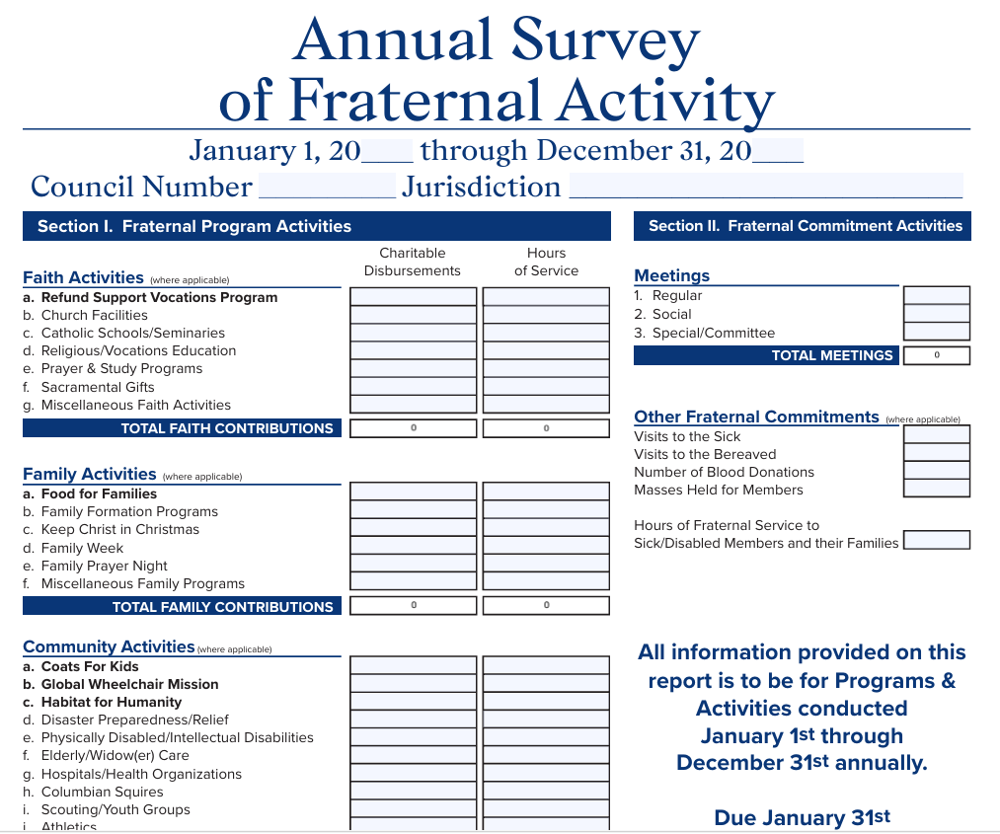 Annual Survey
of Fraternal Activity
January 1, 20____ through December 31, 20____
Council Number __________ Jurisdiction ______________________________
Section I. Fraternal Program Activities
Charitable Disbursements
Hours of Service
Faith Activities (where applicable)
a. Refund Support Vocations Program
b. Church Facilities
c. Catholic Schools/Seminaries
d. Religious/Vocations Education
e. Prayer & Study Programs
f. Sacramental Gifts
g. Miscellaneous Faith Activities
TOTAL FAITH CONTRIBUTIONS 0 0
Family Activities (where applicable)
a. Food for Families
b. Family Formation Programs
c. Keep Christ in Christmas
d. Family Week
e. Family Prayer Night
f. Miscellaneous Family Programs
TOTAL FAMILY CONTRIBUTIONS 0 0
Community Activities (where applicable)
a. Coats For Kids
b. Global Wheelchair Mission
c. Habitat for Humanity
d. Disaster Preparedness/Relief
e. Physically Disabled/Intellectual Disabilities
f. Elderly/Widow(er) Care
g. Hospitals/Health Organizations
h. Columbian Squires
i. Scouting/Youth Groups
j. Athletics
Section II. Fraternal Commitment Activities
Meetings
1. Regular
2. Social
3. Special/Committee
TOTAL MEETINGS 0
Other Fraternal Commitments (where applicable)
Visits to the Sick
Visits to the Bereaved
Number of Blood Donations
Masses Held for Members
Hours of Fraternal Service to
Sick/Disabled Members and their Families
All information provided on this
report is to be for Programs &
Activities conducted
January 1st through
December 31st annually.
Due January 31st